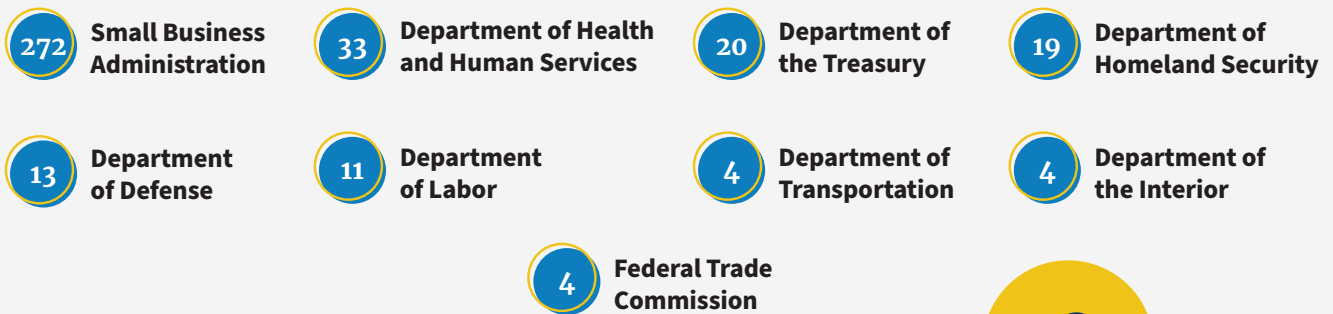 272
Small Business
Administration
33
Department of Health
and Human Services
20
Department of
the Treasury
19
Department of
Homeland Security
13
Department
of Defense
11
Department
of Labor
4
Department of
Transportation
4
Department of
the Interior
4
Federal Trade
Commission